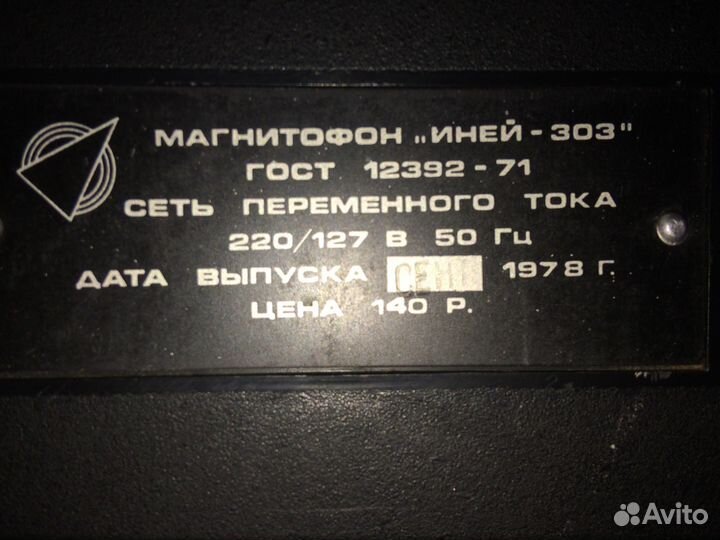 МАГНИТОФОН „ИНЕЙ-303"
ГОСТ 12392-71
СЕТЬ ПЕРЕМЕННОГО ТОКА
220/127 В 50 Гц
ДАТА ВЫПУСКА 1978 Г.
ЦЕНА 140 Р.
Avito